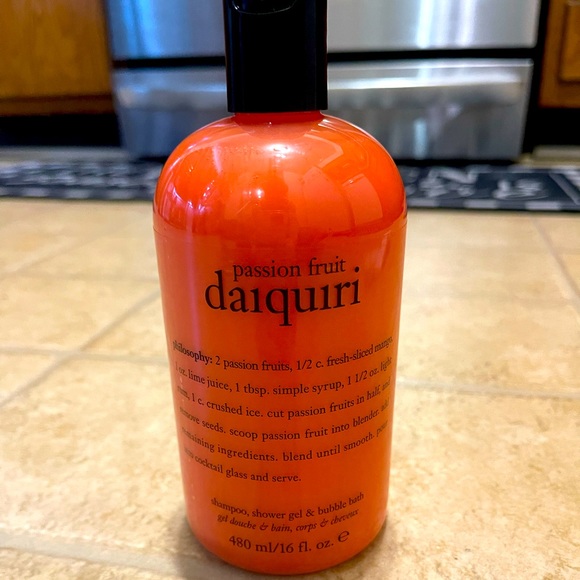 passion fruit
daiquiri
philosophy: 2 passion fruits, 1/2 c. fresh-sliced mango,
1 oz. lime juice, 1 tbsp. simple syrup, 1 1/2 oz. light
rum, 1 c. crushed ice. cut passion fruits in half and
remove seeds. scoop passion fruit into blender. add
remaining ingredients. blend until smooth. pour
into cocktail glass and serve.
shampoo, shower gel & bubble bath
gel douche & bain, corps & cheveux
480 ml/16 fl. oz. ℮